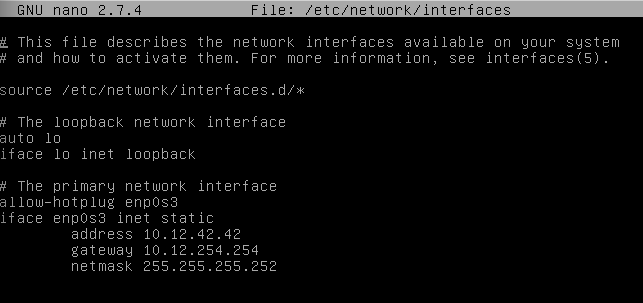 GNU nano 2.7.4 File: /etc/network/interfaces
# This file describes the network interfaces available on your system
# and how to activate them. For more information, see interfaces(5).
source /etc/network/interfaces.d/*
# The loopback network interface
auto lo
iface lo inet loopback
# The primary network interface
allow-hotplug enp0s3
iface enp0s3 inet static
address 10.12.42.42
gateway 10.12.254.254
netmask 255.255.255.252